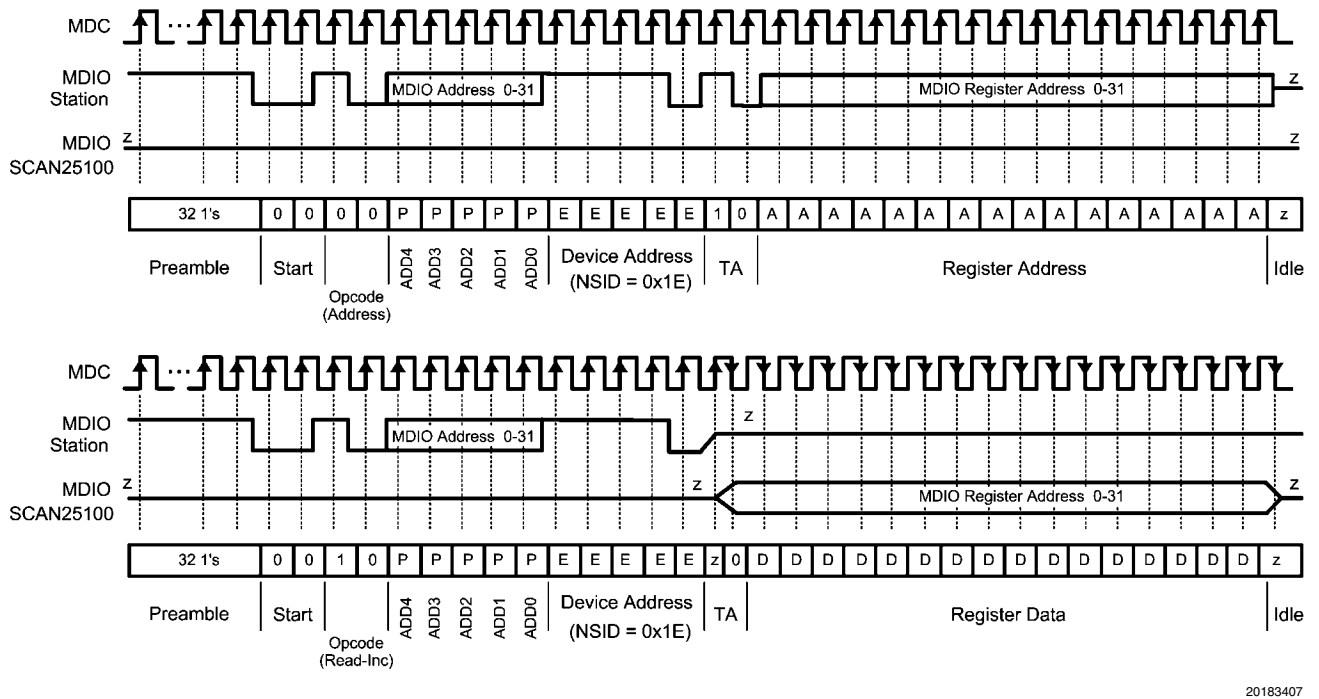 MDC ...
MDIO Station MDIO Address 0-31 MDIO Register Address 0-31 z
MDIO SCAN25100 z z
32 1's 0 0 0 0 P P P P P E E E E E 1 0 A A A A A A A A A A A A A A A A z
Preamble Start Opcode (Address) ADD4 ADD3 ADD2 ADD1 ADD0 Device Address (NSID = 0x1E) TA Register Address Idle
MDC ...
MDIO Station MDIO Address 0-31 z
MDIO SCAN25100 z z MDIO Register Address 0-31 z
32 1's 0 0 1 0 P P P P P E E E E E z 0 D D D D D D D D D D D D D D D D z
Preamble Start Opcode (Read-Inc) ADD4 ADD3 ADD2 ADD1 ADD0 Device Address (NSID = 0x1E) TA Register Data Idle
20183407